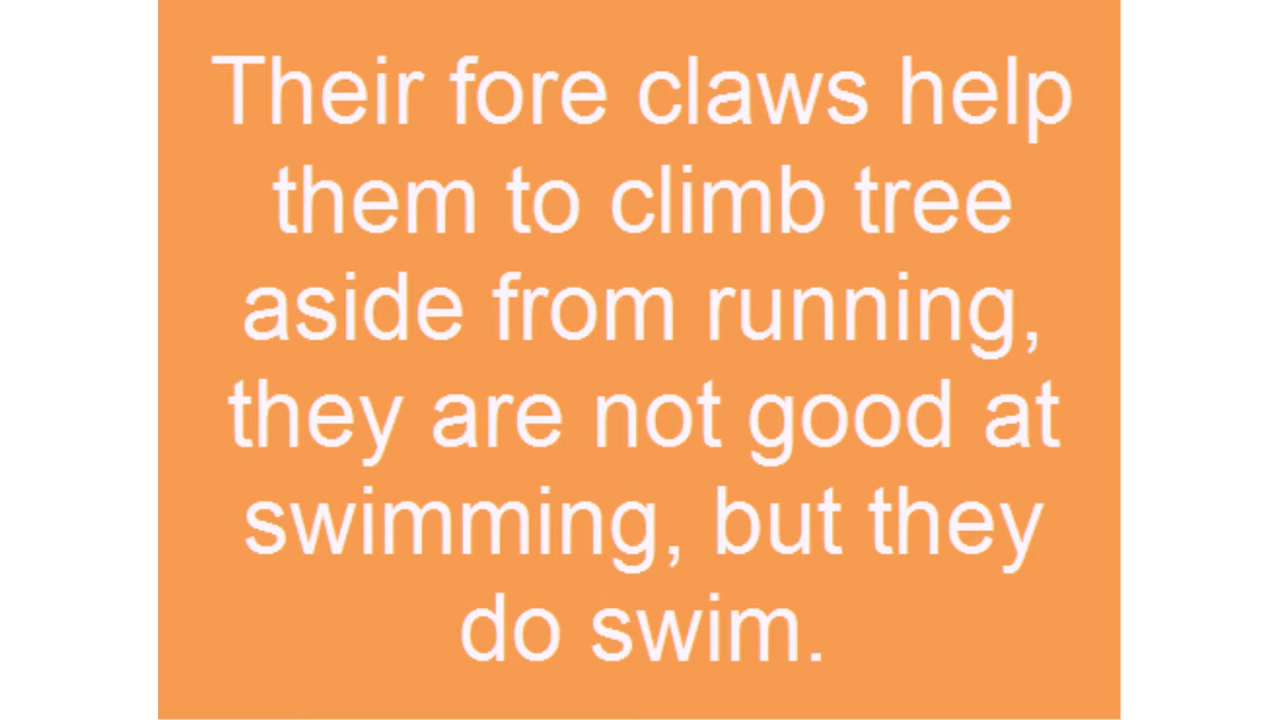 Their fore claws help
them to climb tree
aside from running,
they are not good at
swimming, but they
do swim.